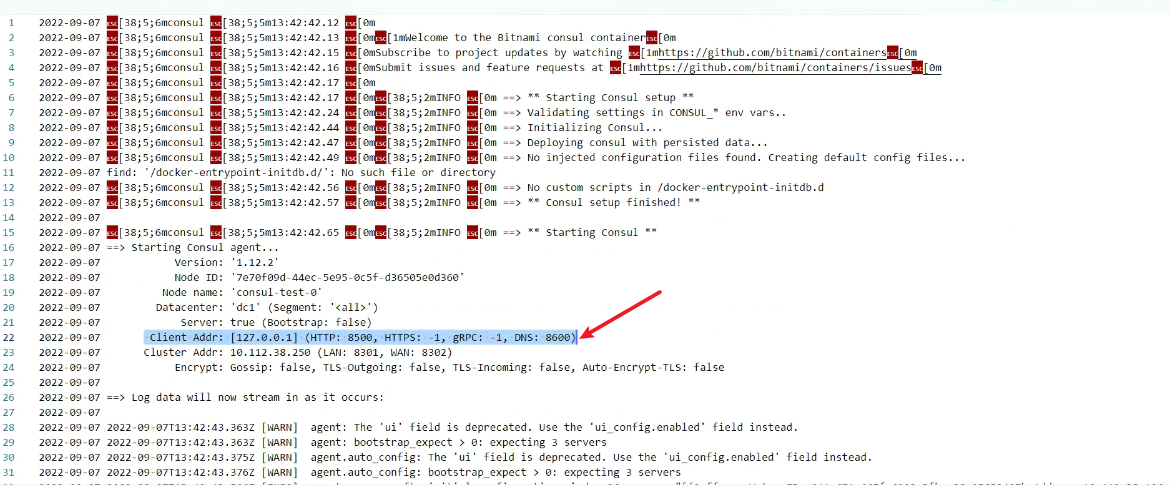 1 2022-09-07 ESC[38;5;6mconsul ESC[38;5;5m13:42:42.12 ESC[0m
2 2022-09-07 ESC[38;5;6mconsul ESC[38;5;5m13:42:42.13 ESC[0mESC[1mWelcome to the Bitnami consul containerESC[0m
3 2022-09-07 ESC[38;5;6mconsul ESC[38;5;5m13:42:42.15 ESC[0mSubscribe to project updates by watching ESC[1mhttps://github.com/bitnami/containersESC[0m
4 2022-09-07 ESC[38;5;6mconsul ESC[38;5;5m13:42:42.16 ESC[0mSubmit issues and feature requests at ESC[1mhttps://github.com/bitnami/containers/issuesESC[0m
5 2022-09-07 ESC[38;5;6mconsul ESC[38;5;5m13:42:42.17 ESC[0m
6 2022-09-07 ESC[38;5;6mconsul ESC[38;5;5m13:42:42.17 ESC[0mESC[38;5;2mINFO ESC[0m ==> ** Starting Consul setup **
7 2022-09-07 ESC[38;5;6mconsul ESC[38;5;5m13:42:42.24 ESC[0mESC[38;5;2mINFO ESC[0m ==> Validating settings in CONSUL_* env vars..
8 2022-09-07 ESC[38;5;6mconsul ESC[38;5;5m13:42:42.44 ESC[0mESC[38;5;2mINFO ESC[0m ==> Initializing Consul...
9 2022-09-07 ESC[38;5;6mconsul ESC[38;5;5m13:42:42.47 ESC[0mESC[38;5;2mINFO ESC[0m ==> Deploying consul with persisted data...
10 2022-09-07 ESC[38;5;6mconsul ESC[38;5;5m13:42:42.49 ESC[0mESC[38;5;2mINFO ESC[0m ==> No injected configuration files found. Creating default config files...
11 2022-09-07 find: '/docker-entrypoint-initdb.d/': No such file or directory
12 2022-09-07 ESC[38;5;6mconsul ESC[38;5;5m13:42:42.56 ESC[0mESC[38;5;2mINFO ESC[0m ==> No custom scripts in /docker-entrypoint-initdb.d
13 2022-09-07 ESC[38;5;6mconsul ESC[38;5;5m13:42:42.57 ESC[0mESC[38;5;2mINFO ESC[0m ==> ** Consul setup finished! **
14 2022-09-07
15 2022-09-07 ESC[38;5;6mconsul ESC[38;5;5m13:42:42.65 ESC[0mESC[38;5;2mINFO ESC[0m ==> ** Starting Consul **
16 2022-09-07 ==> Starting Consul agent...
17 2022-09-07 Version: '1.12.2'
18 2022-09-07 Node ID: '7e70f09d-44ec-5e95-0c5f-d36505e0d360'
19 2022-09-07 Node name: 'consul-test-0'
20 2022-09-07 Datacenter: 'dc1' (Segment: '<all>')
21 2022-09-07 Server: true (Bootstrap: false)
22 2022-09-07 Client Addr: [127.0.0.1] (HTTP: 8500, HTTPS: -1, gRPC: -1, DNS: 8600)
23 2022-09-07 Cluster Addr: 10.112.38.250 (LAN: 8301, WAN: 8302)
24 2022-09-07 Encrypt: Gossip: false, TLS-Outgoing: false, TLS-Incoming: false, Auto-Encrypt-TLS: false
25 2022-09-07
26 2022-09-07 ==> Log data will now stream in as it occurs:
27 2022-09-07
28 2022-09-07 2022-09-07T13:42:43.363Z [WARN] agent: The 'ui' field is deprecated. Use the 'ui_config.enabled' field instead.
29 2022-09-07 2022-09-07T13:42:43.363Z [WARN] agent: bootstrap_expect > 0: expecting 3 servers
30 2022-09-07 2022-09-07T13:42:43.375Z [WARN] agent.auto_config: The 'ui' field is deprecated. Use the 'ui_config.enabled' field instead.
31 2022-09-07 2022-09-07T13:42:43.376Z [WARN] agent.auto_config: bootstrap_expect > 0: expecting 3 servers